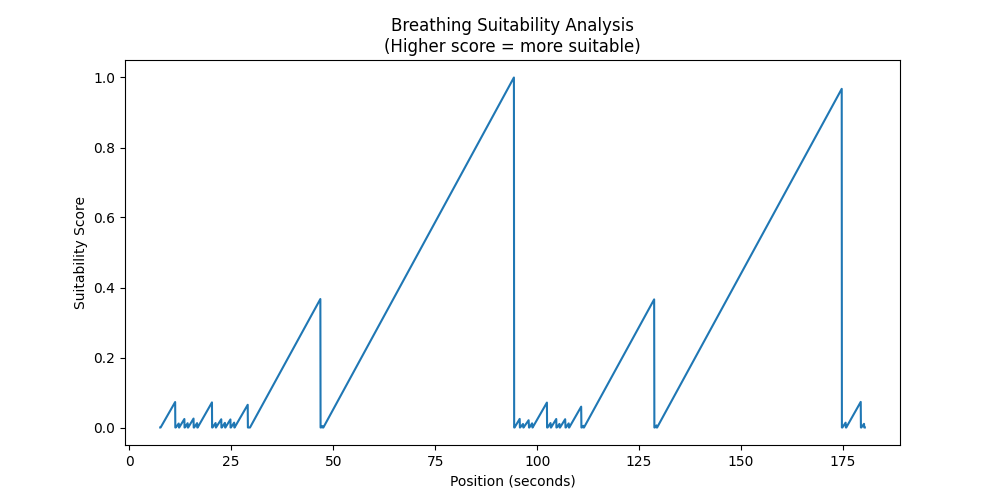 Breathing Suitability Analysis
(Higher score = more suitable)
1.0
0.8
0.6
0.4
0.2
0.0
Suitability Score
0 25 50 75 100 125 150 175
Position (seconds)